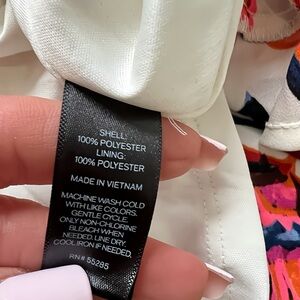 SHELL:
100% POLYESTER
LINING:
100% POLYESTER
MADE IN VIETNAM
MACHINE WASH COLD
WITH LIKE COLORS.
GENTLE CYCLE.
ONLY NON-CHLORINE
BLEACH WHEN
NEEDED. LINE DRY.
COOL IRON IF NEEDED.
RN# 55285